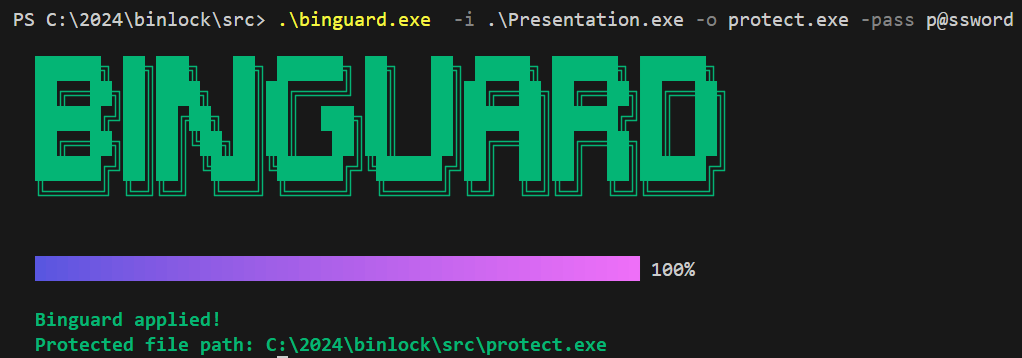 PS C:\2024\binlock\src> .\binguard.exe  -i .\Presentation.exe -o protect.exe -pass p@ssword
BINGUARD
100%
Binguard applied!
Protected file path: C:\2024\binlock\src\protect.exe